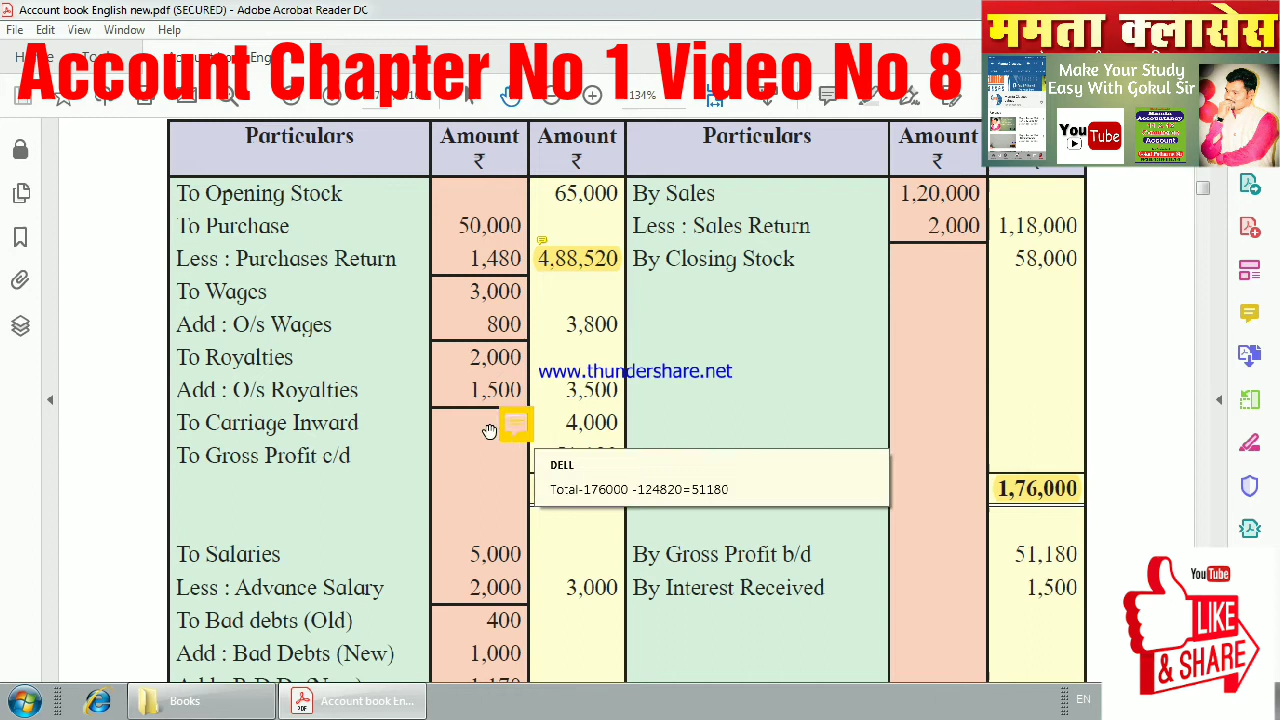 Account book English new.pdf (SECURED) - Adobe Acrobat Reader DC
File Edit View Window Help
Account Chapter No 1 Video No 8
ममता क्लासेस
Make Your Study
Easy With Gokul Sir
You Tube
134%
Particulars Amount Amount Particulars Amount
₹ ₹ ₹
To Opening Stock 65,000 By Sales 1,20,000
To Purchase 50,000 Less : Sales Return 2,000 1,18,000
Less : Purchases Return 1,480 4,88,520 By Closing Stock 58,000
To Wages 3,000
Add : O/s Wages 800 3,800
To Royalties 2,000
www.thundershare.net
Add : O/s Royalties 1,500 3,500
To Carriage Inward 4,000
To Gross Profit c/d
DELL
Total-176000 -124820=51180
1,76,000
To Salaries 5,000 By Gross Profit b/d 51,180
Less : Advance Salary 2,000 3,000 By Interest Received 1,500
To Bad debts (Old) 400
Add : Bad Debts (New) 1,000
You Tube
LIKE
& SHARE
Books
Account book En...
PDF
EN